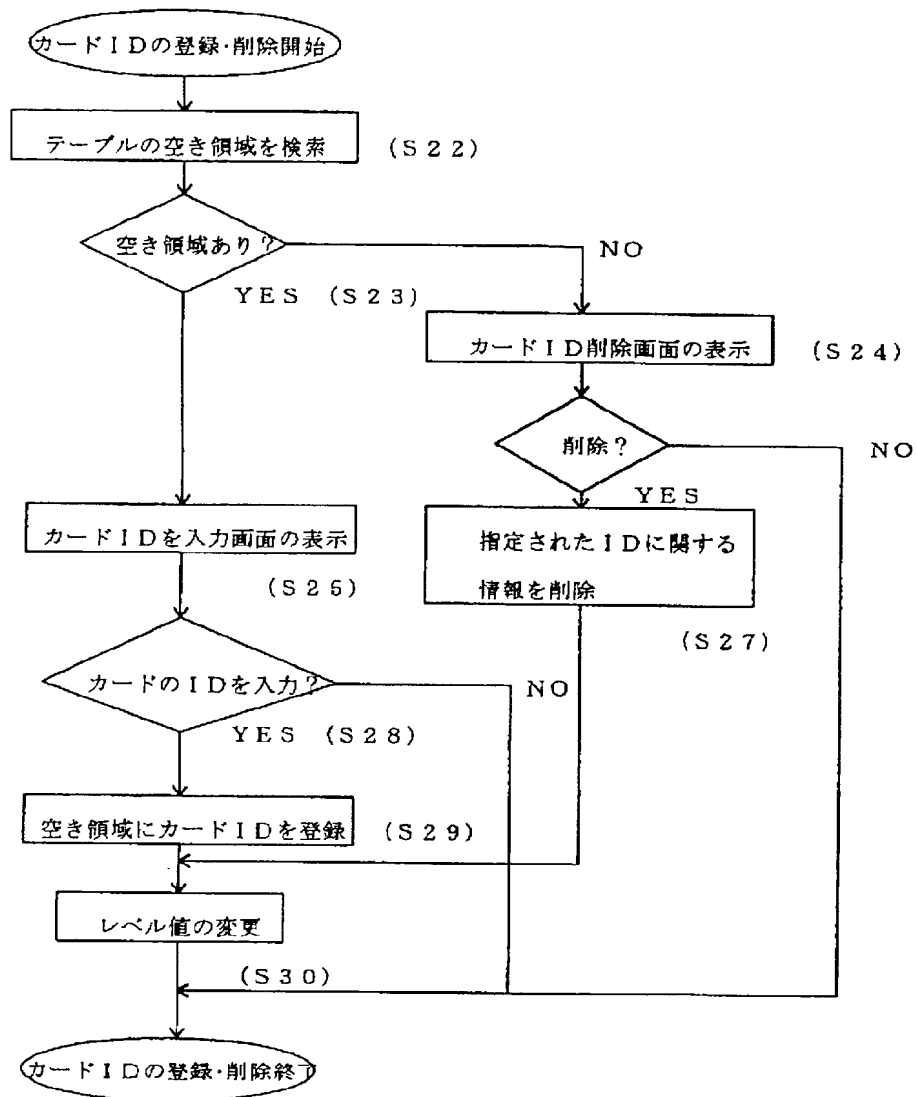 カードＩＤの登録・削除開始
テーブルの空き領域を検索
(Ｓ２２)
空き領域あり？
ＮＯ
ＹＥＳ (Ｓ２３)
カードＩＤ削除画面の表示
(Ｓ２４)
削除？
ＮＯ
ＹＥＳ
カードＩＤを入力画面の表示
(Ｓ２５)
指定されたＩＤに関する
情報を削除
(Ｓ２７)
カードのＩＤを入力？
ＮＯ
ＹＥＳ (Ｓ２８)
空き領域にカードＩＤを登録
(Ｓ２９)
レベル値の変更
(Ｓ３０)
カードＩＤの登録・削除終了